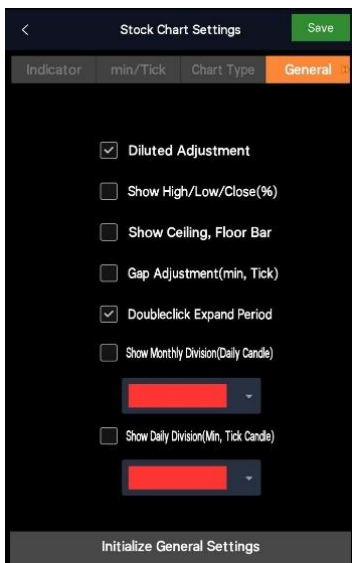 Stock Chart Settings
Save
Indicator
min/Tick
Chart Type
General
Diluted Adjustment
Show High/Low/Close(%)
Show Ceiling, Floor Bar
Gap Adjustment(min, Tick)
Doubleclick Expand Period
Show Monthly Division(Daily Candle)
Show Daily Division(Min, Tick Candle)
Initialize General Settings